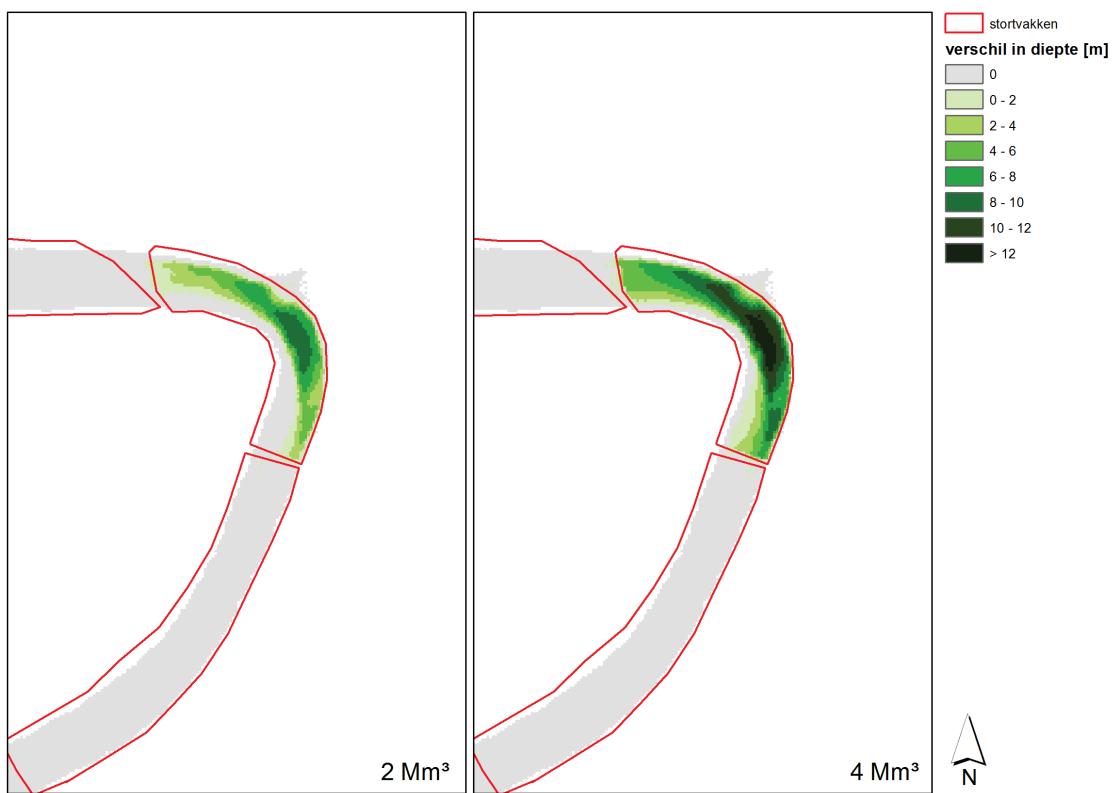 stortvakken
verschil in diepte [m]
0
0 - 2
2 - 4
4 - 6
6 - 8
8 - 10
10 - 12
> 12
2 Mm³
4 Mm³
N